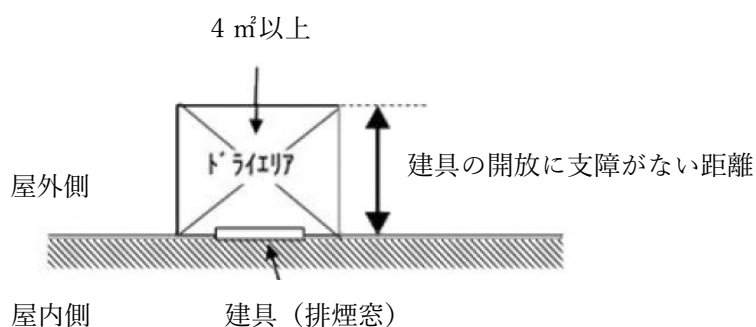 4㎡以上
ﾄﾞﾗｲｴﾘｱ
建具の開放に支障がない距離
屋外側
屋内側
建具（排煙窓）